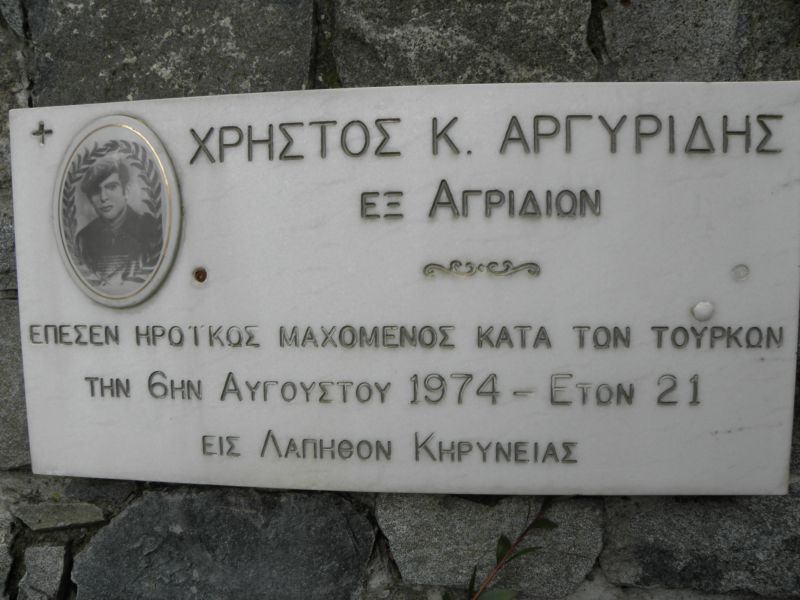 ΧΡΗΣΤΟΣ Κ. ΑΡΓΥΡΙΔΗΣ
ΕΞ ΑΓΡΙΔΙΩΝ
ΕΠΕΣΕΝ ΗΡΩΪΚΩΣ ΜΑΧΟΜΕΝΟΣ ΚΑΤΑ ΤΩΝ ΤΟΥΡΚΩΝ
ΤΗΝ 6ΗΝ ΑΥΓΟΥΣΤΟΥ 1974 - ΕΤΩΝ 21
ΕΙΣ ΛΑΠΗΘΟΝ ΚΗΡΥΝΕΙΑΣ